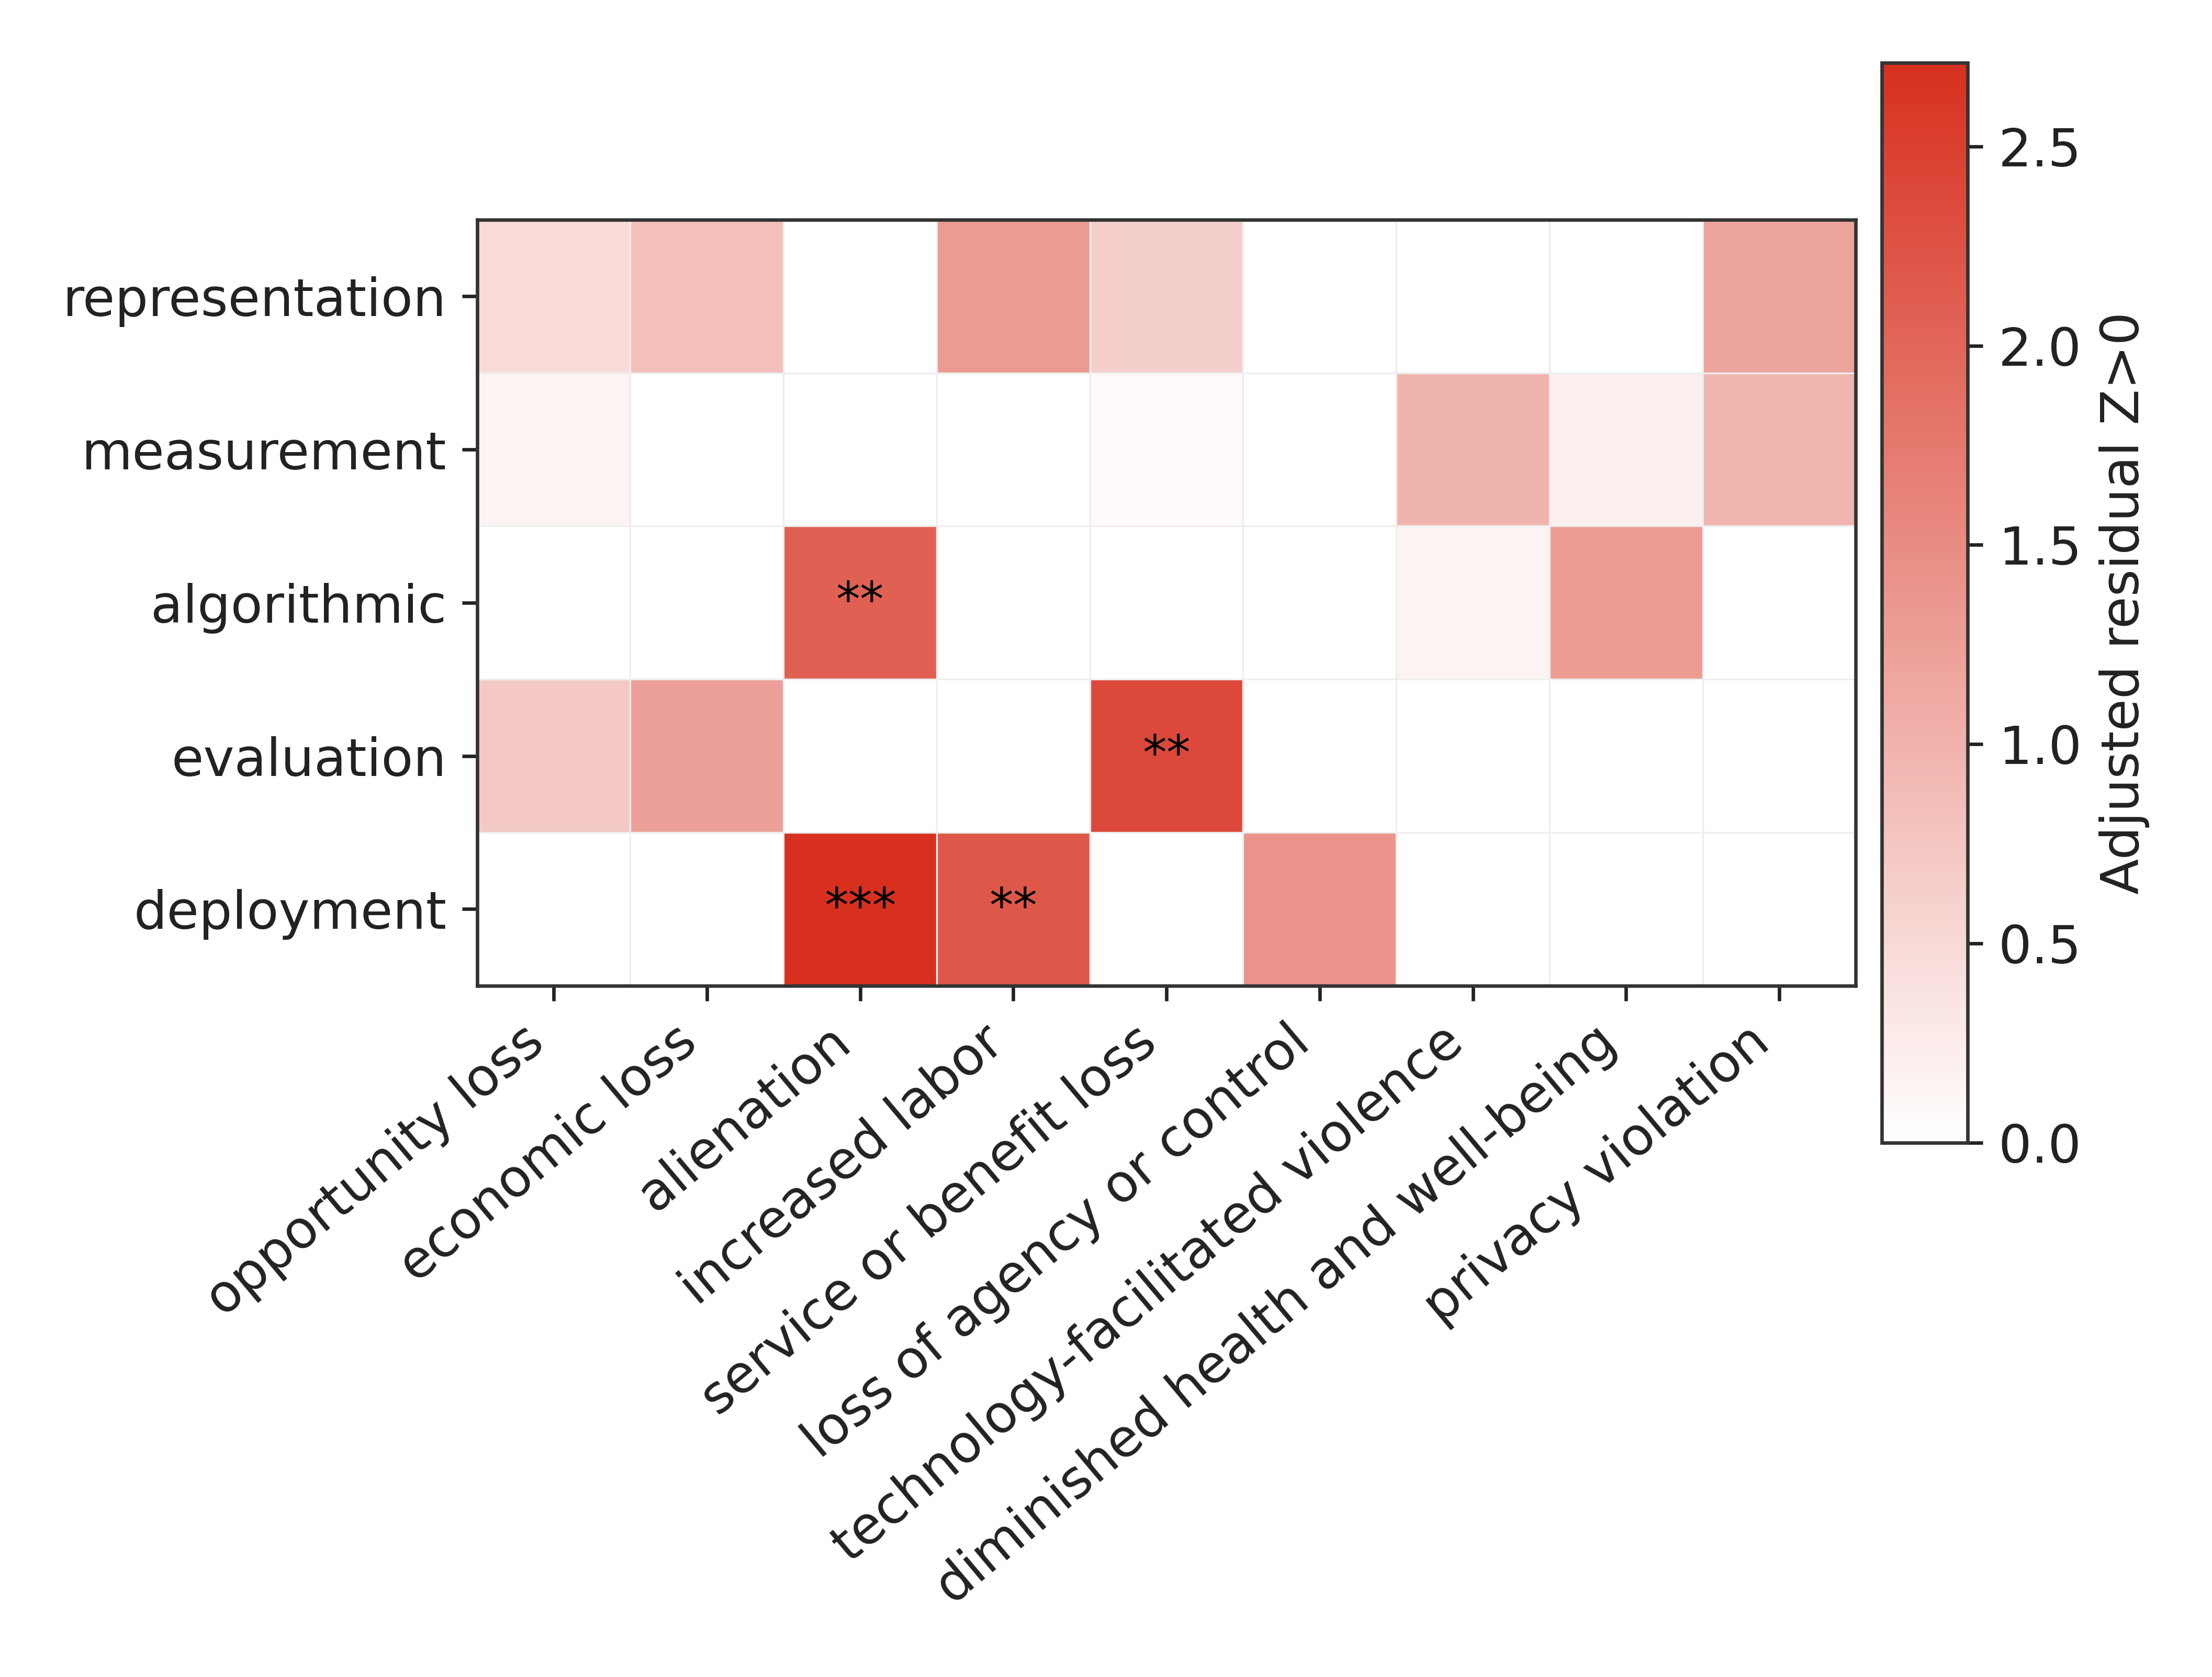 representation
measurement
algorithmic
evaluation
deployment
**
**
***
**
opportunity loss
economic loss
alienation
increased labor
service or benefit loss
loss of agency or control
technology-facilitated violence
diminished health and well-being
privacy violation
2.5
2.0
1.5
1.0
0.5
0.0
Adjusted residual Z>0